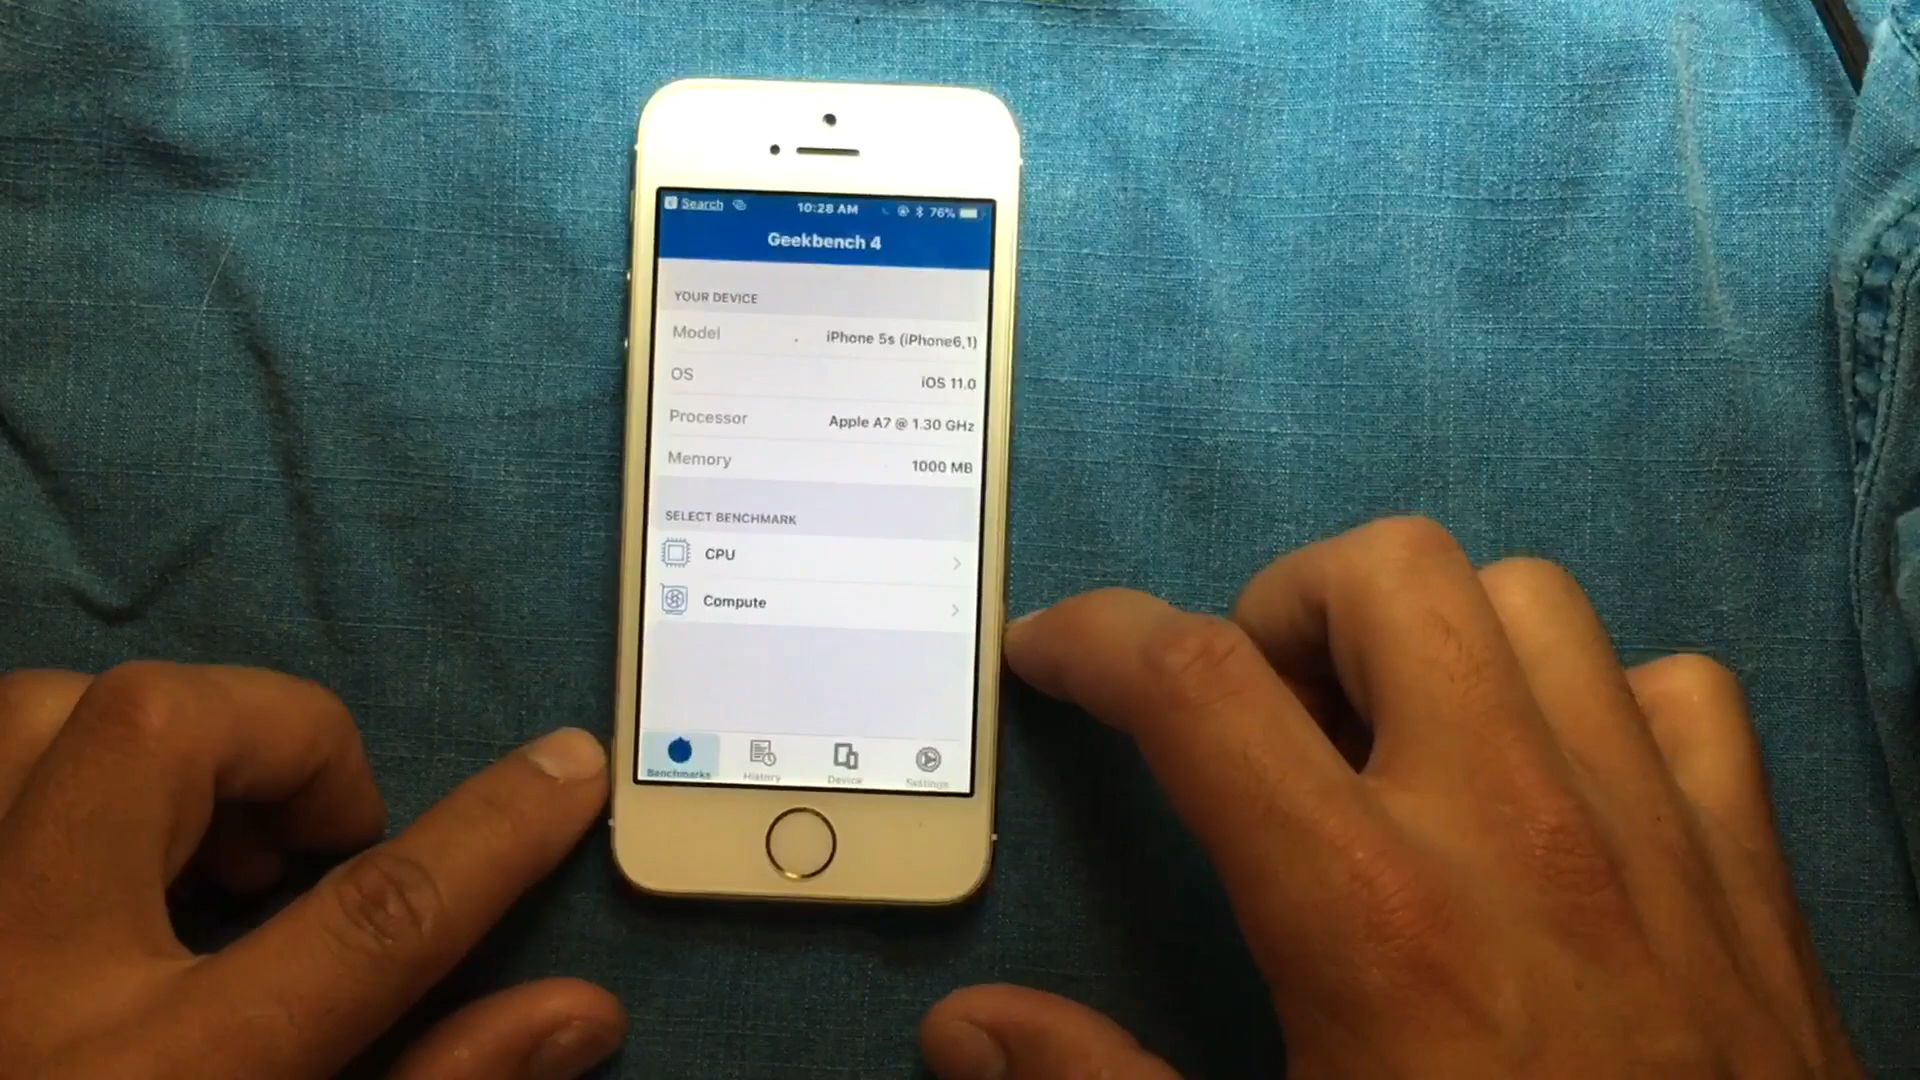 Search 10:28 AM 76%
Geekbench 4
YOUR DEVICE
Model iPhone 5s (iPhone6,1)
OS iOS 11.0
Processor Apple A7 @ 1.30 GHz
Memory 1000 MB
SELECT BENCHMARK
CPU
Compute
Benchmarks History Device Settings